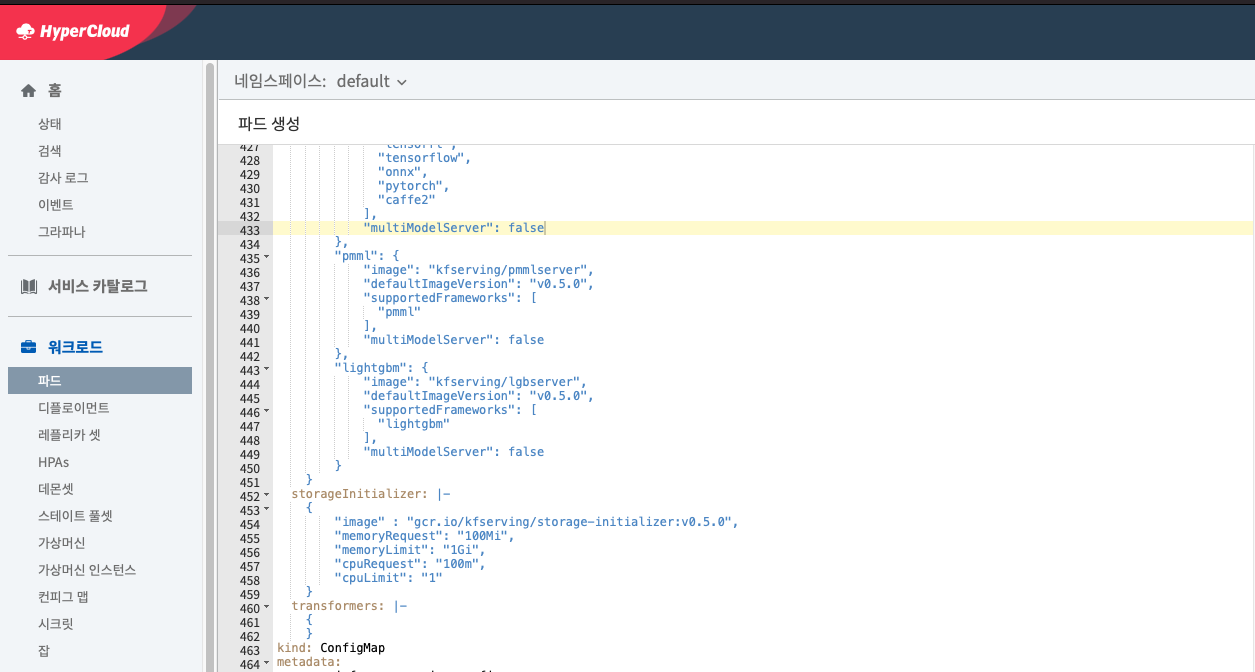 HyperCloud
홈
상태
검색
감사 로그
이벤트
그라파나
서비스 카탈로그
워크로드
파드
디플로이먼트
레플리카 셋
HPAs
데몬셋
스테이트 풀셋
가상머신
가상머신 인스턴스
컨피그 맵
시크릿
잡
네임스페이스: default
파드 생성
427
428 "tensorflow",
429 "onnx",
430 "pytorch",
431 "caffe2"
432 ],
433 "multiModelServer": false
434 },
435 "pmml": {
436 "image": "kfserving/pmmlserver",
437 "defaultImageVersion": "v0.5.0",
438 "supportedFrameworks": [
439 "pmml"
440 ],
441 "multiModelServer": false
442 },
443 "lightgbm": {
444 "image": "kfserving/lgbserver",
445 "defaultImageVersion": "v0.5.0",
446 "supportedFrameworks": [
447 "lightgbm"
448 ],
449 "multiModelServer": false
450 }
451 }
452 storageInitializer: |-
453 {
454 "image" : "gcr.io/kfserving/storage-initializer:v0.5.0",
455 "memoryRequest": "100Mi",
456 "memoryLimit": "1Gi",
457 "cpuRequest": "100m",
458 "cpuLimit": "1"
459 }
460 transformers: |-
461 {
462 }
463 kind: ConfigMap
464 metadata: